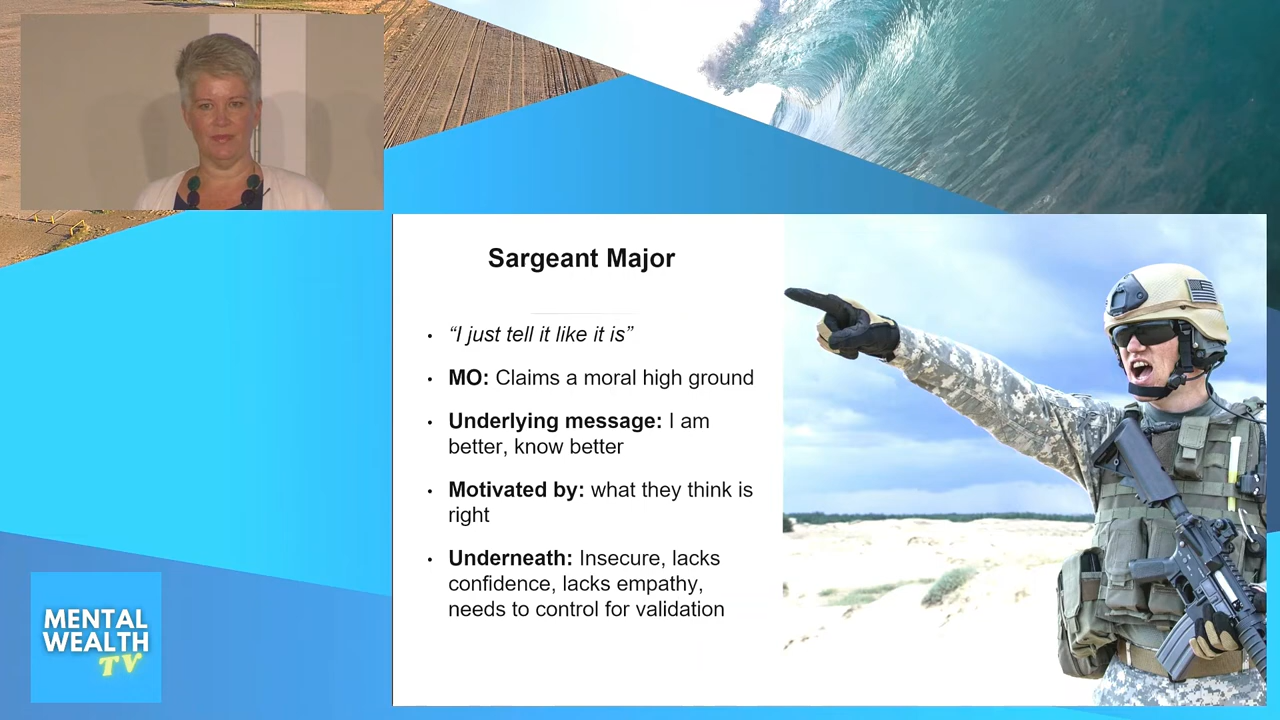 Sargeant Major
• “I just tell it like it is”
• MO: Claims a moral high ground
• Underlying message: I am
better, know better
• Motivated by: what they think is
right
• Underneath: Insecure, lacks
confidence, lacks empathy,
needs to control for validation
MENTAL
WEALTH
TV